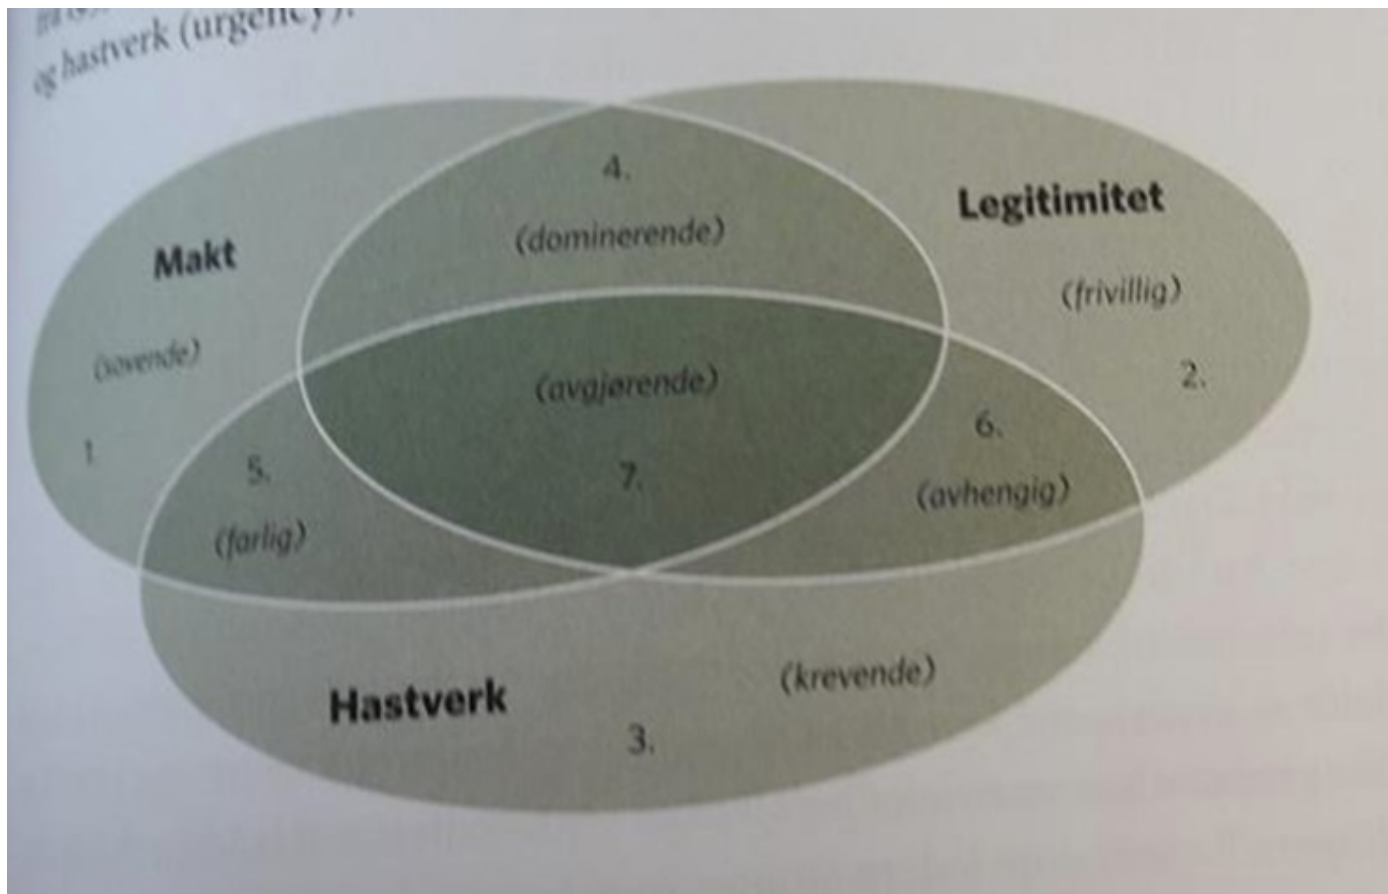 og hastverk (urgency).
4.
(dominerende)
Makt
(sovende)
1
Legitimitet
(frivillig)
2.
(avgjørende)
7.
5.
(farlig)
6.
(avhengig)
Hastverk
(krevende)
3.